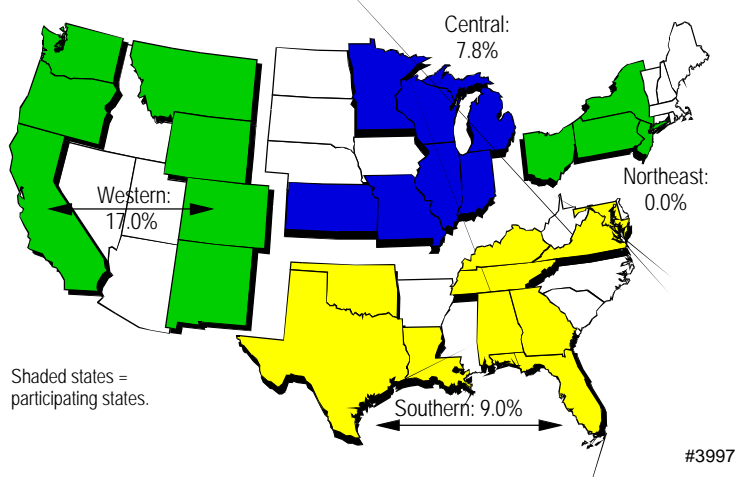 Central:
7.8%
Northeast:
0.0%
Western:
17.0%
Shaded states =
participating states.
Southern: 9.0%
#3997